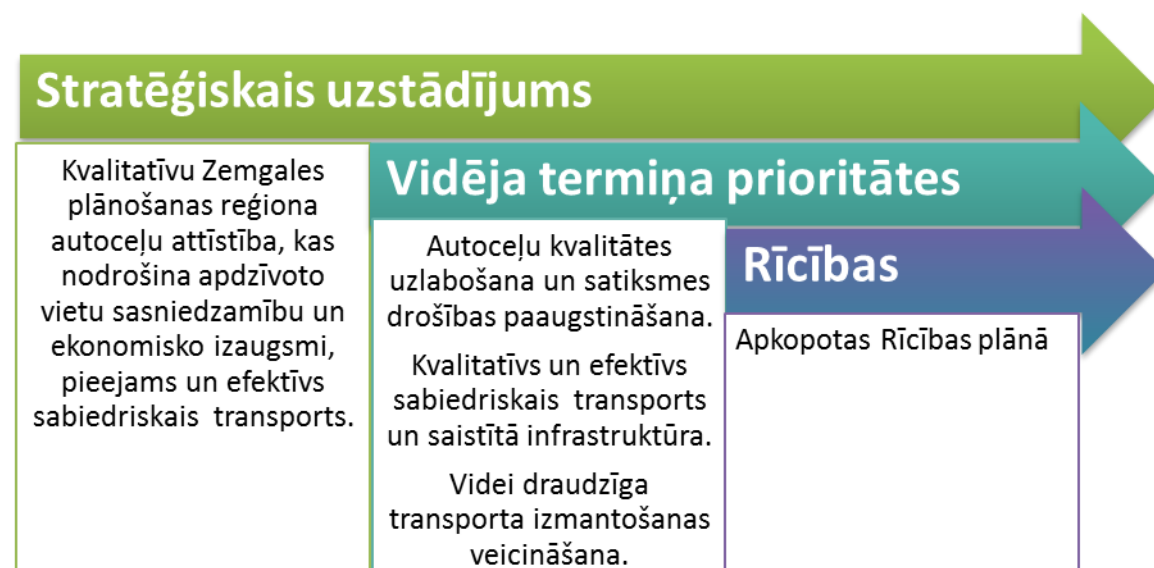 Stratēģiskais uzstādījums
Kvalitatīvu Zemgales
plānošanas reģiona
autoceļu attīstība, kas
nodrošina apdzīvoto
vietu sasniedzamību un
ekonomisko izaugsmi,
pieejams un efektīvs
sabiedriskais transports.
Vidēja termiņa prioritātes
Autoceļu kvalitātes
uzlabošana un satiksmes
drošības paaugstināšana.
Kvalitatīvs un efektīvs
sabiedriskais transports
un saistītā infrastruktūra.
Videi draudzīga
transporta izmantošanas
veicināšana.
Rīcības
Apkopotas Rīcības plānā